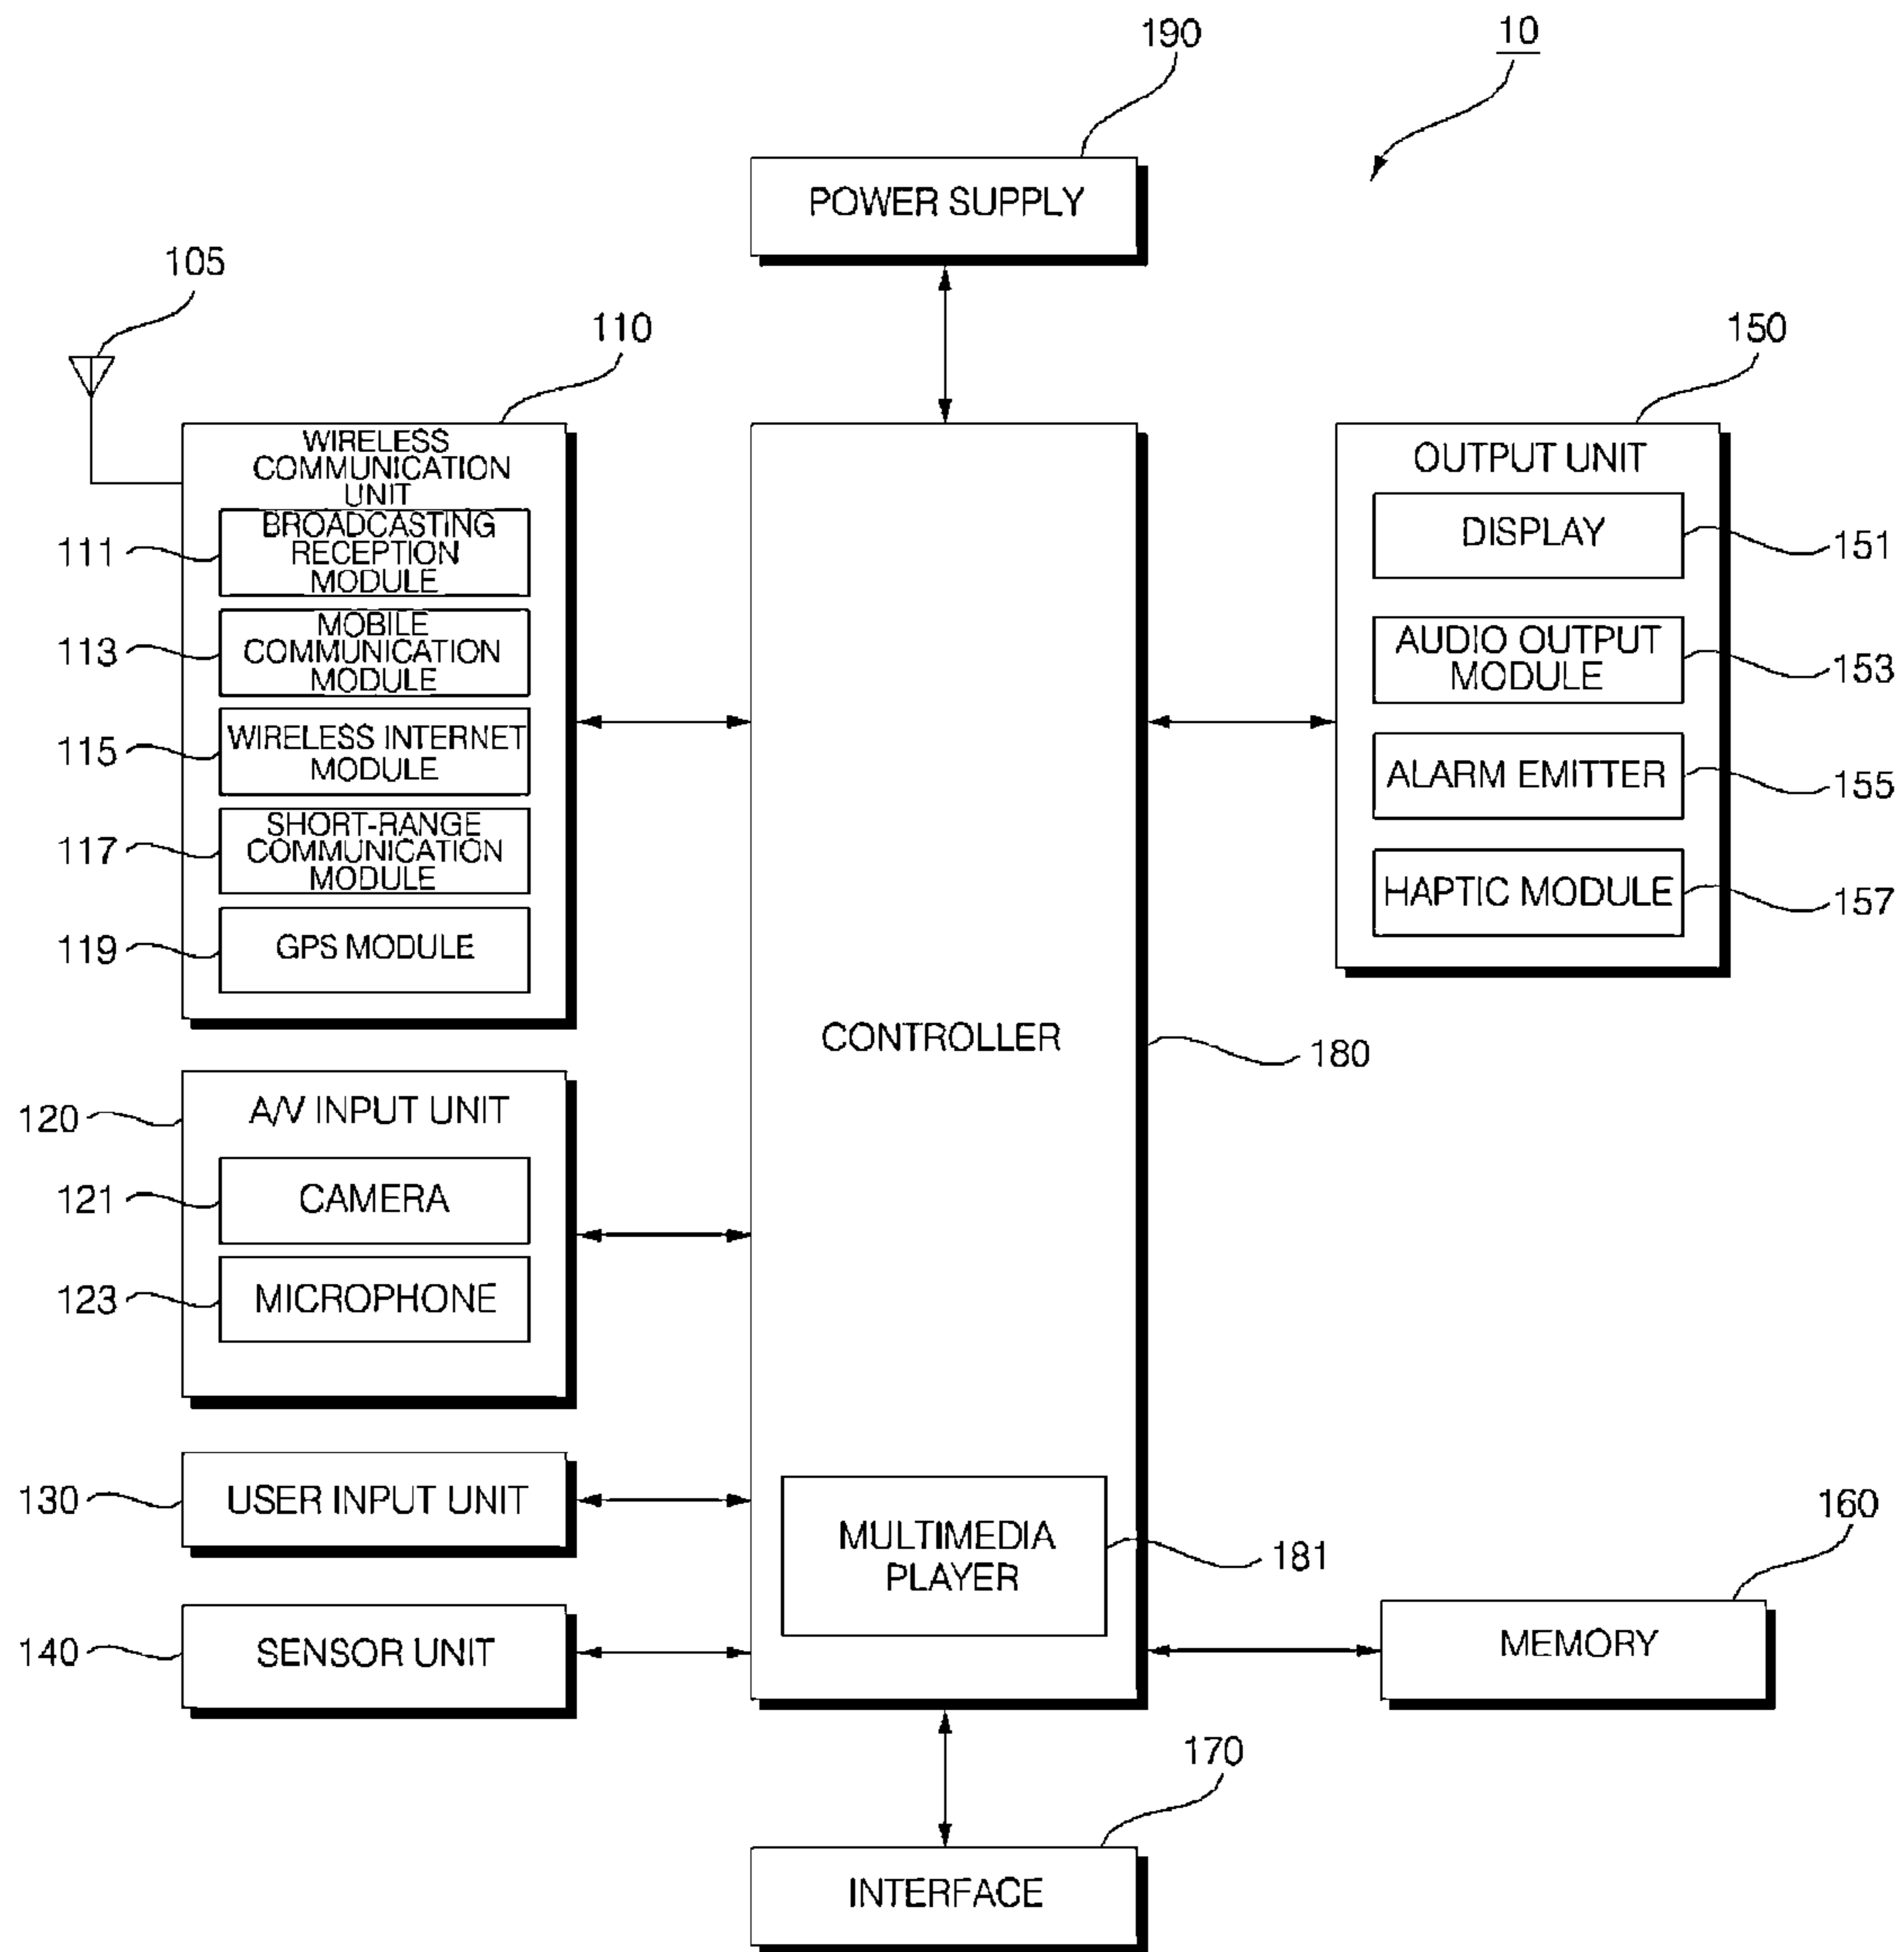 190
10
POWER SUPPLY
105
110
150
WIRELESS
COMMUNICATION
UNIT
111
BROADCASTING
RECEPTION
MODULE
113
MOBILE
COMMUNICATION
MODULE
115
WIRELESS INTERNET
MODULE
117
SHORT-RANGE
COMMUNICATION
MODULE
119
GPS MODULE
OUTPUT UNIT
DISPLAY
151
AUDIO OUTPUT
MODULE
153
ALARM EMITTER
155
HAPTIC MODULE
157
CONTROLLER
180
120
A/V INPUT UNIT
121
CAMERA
123
MICROPHONE
130
USER INPUT UNIT
MULTIMEDIA
PLAYER
181
160
140
SENSOR UNIT
MEMORY
170
INTERFACE